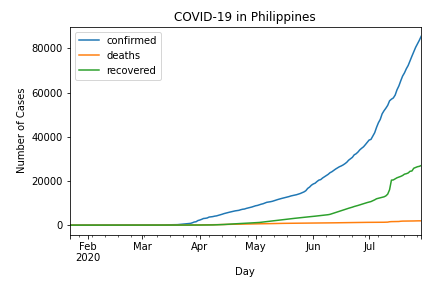 COVID-19 in Philippines
confirmed
deaths
recovered
Number of Cases
80000
60000
40000
20000
0
Feb
2020
Mar
Apr
May
Jun
Jul
Day